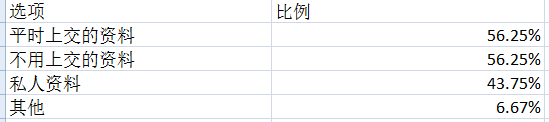 选项 比例
平时上交的资料 56.25%
不用上交的资料 56.25%
私人资料 43.75%
其他 6.67%